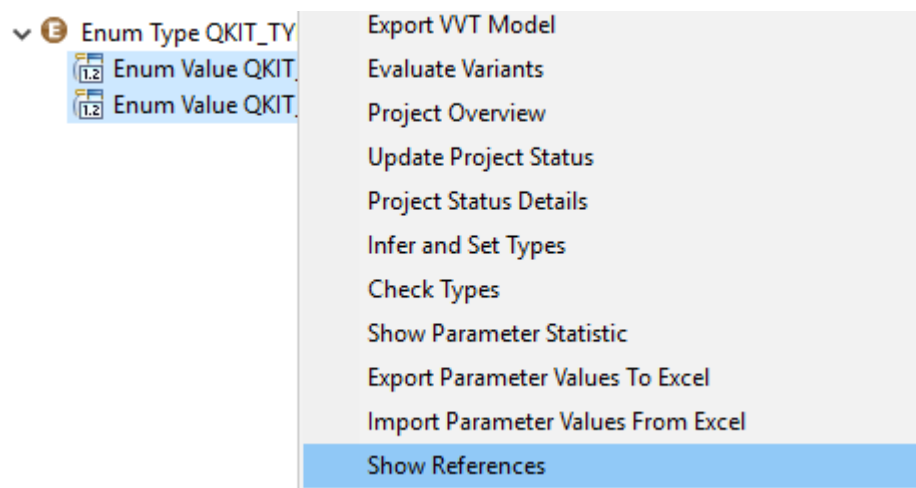 Enum Type QKIT_TY
Enum Value QKIT_
Enum Value QKIT_
Export VVT Model
Evaluate Variants
Project Overview
Update Project Status
Project Status Details
Infer and Set Types
Check Types
Show Parameter Statistic
Export Parameter Values To Excel
Import Parameter Values From Excel
Show References